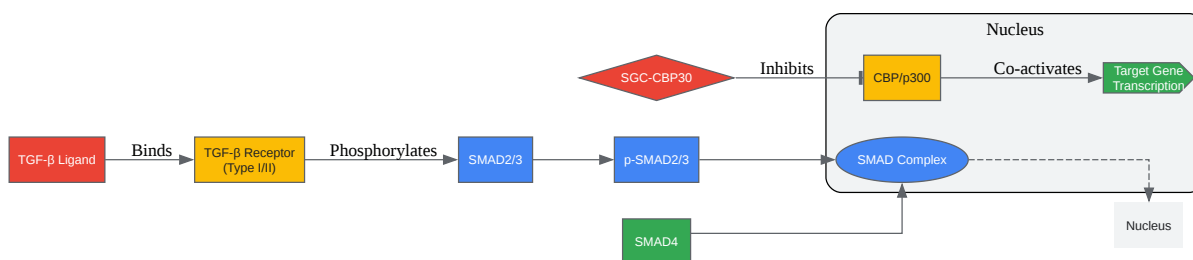 Nucleus
SGC-CBP30
Inhibits
CBP/p300
Co-activates
Target Gene
Transcription
TGF-β Ligand
Binds
TGF-β Receptor
(Type I/II)
Phosphorylates
SMAD2/3
p-SMAD2/3
SMAD Complex
SMAD4
Nucleus